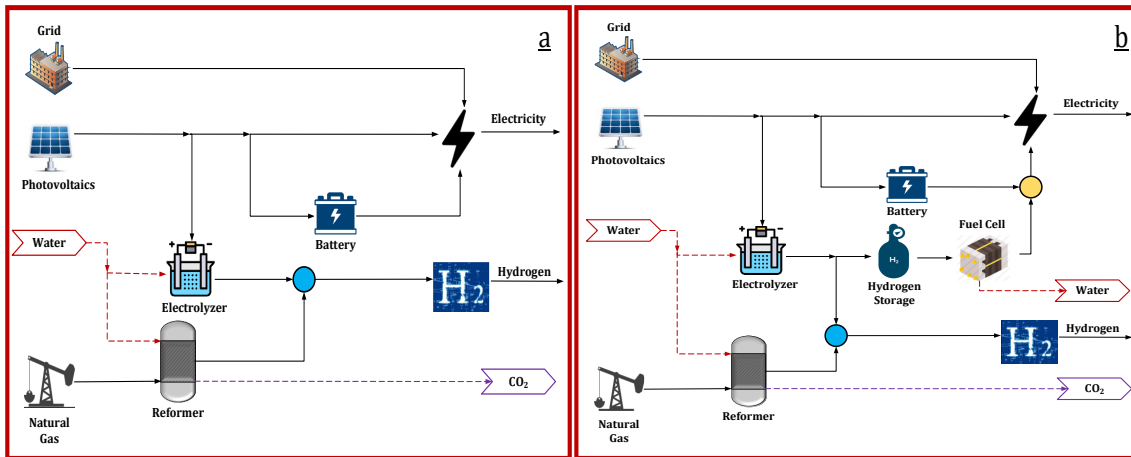 a
Grid
Electricity
Photovoltaics
Battery
Water
+ −
Electrolyzer
Hydrogen
H2
Reformer
CO₂
Natural
Gas
b
Grid
Electricity
Photovoltaics
Battery
Water
+ −
Electrolyzer
H₂
Hydrogen
Storage
Fuel Cell
Water
Hydrogen
H2
Reformer
CO₂
Natural
Gas